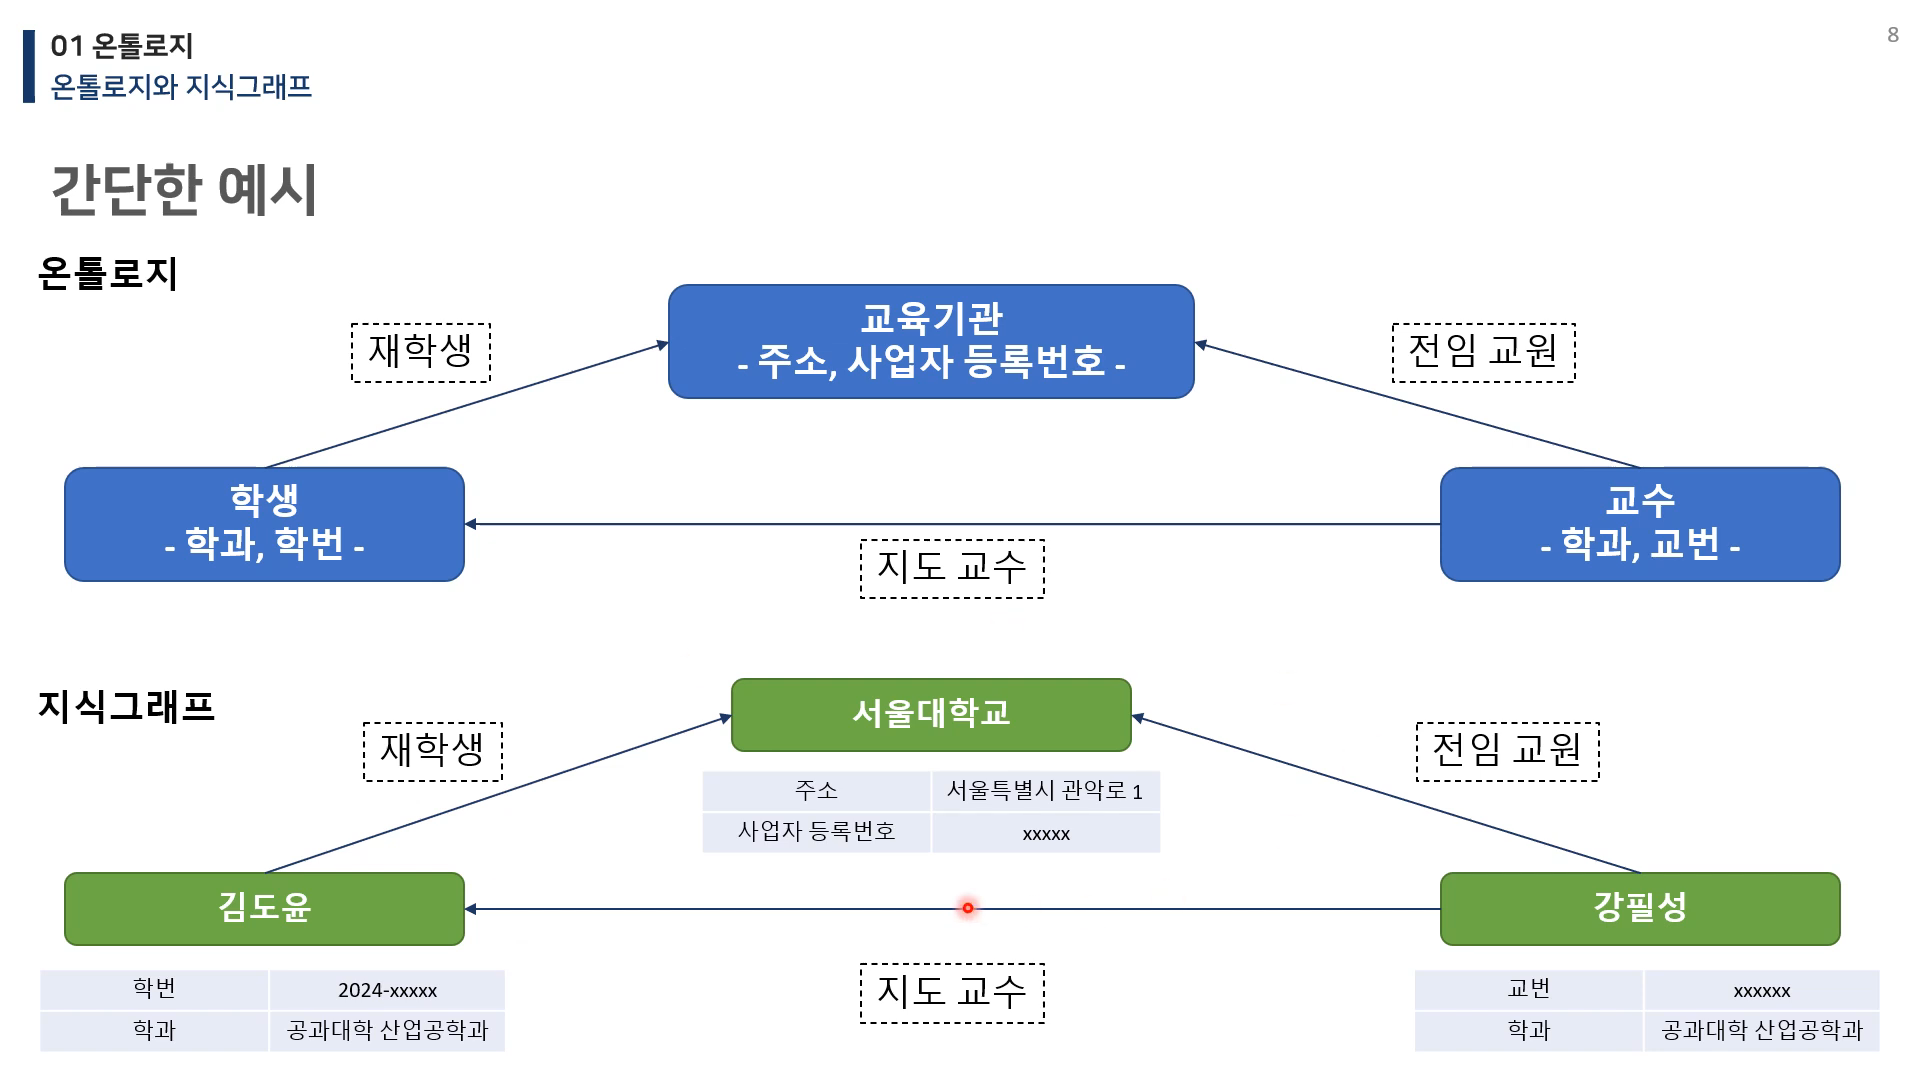 8
01 온톨로지
온톨로지와 지식그래프
간단한 예시
온톨로지
재학생
교육기관
- 주소, 사업자 등록번호 -
전임 교원
학생
- 학과, 학번 -
교수
- 학과, 교번 -
지도 교수
지식그래프
재학생
서울대학교
전임 교원
주소 서울특별시 관악로 1
사업자 등록번호 xxxxx
김도윤
강필성
학번 2024-xxxxx
학과 공과대학 산업공학과
지도 교수
교번 xxxxxx
학과 공과대학 산업공학과